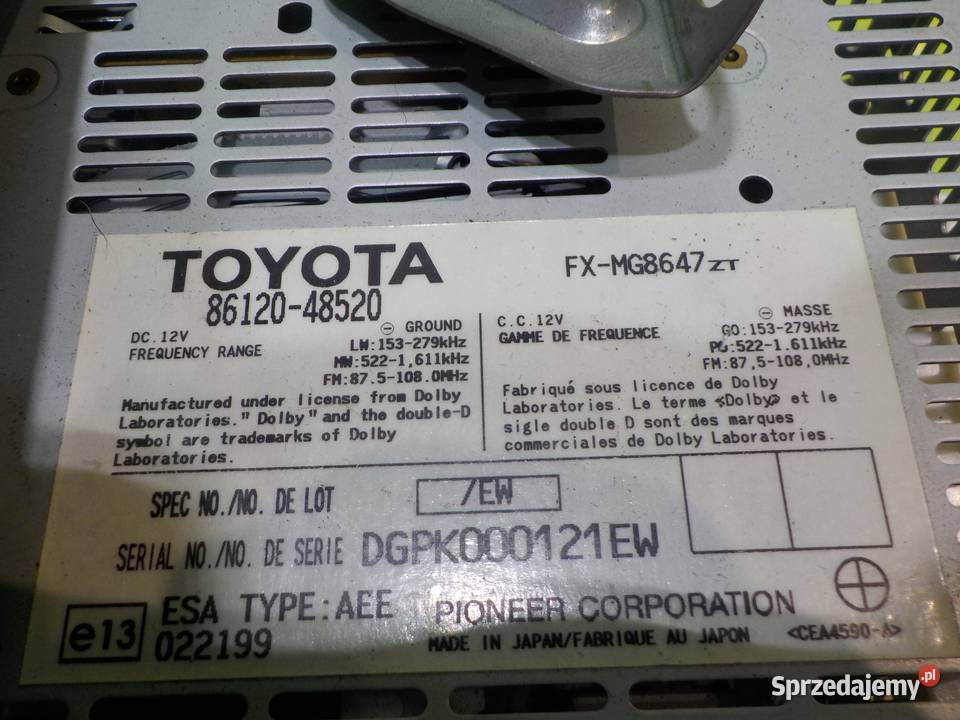 TOYOTA
86120-48520
FX-MG8647ZT
DC.12V
⊖ GROUND
FREQUENCY RANGE
LW:153-279kHz
MW:522-1,611kHz
FM:87.5-108.0MHz
Manufactured under license from Dolby
Laboratories. "Dolby" and the double-D
symbol are trademarks of Dolby
Laboratories.
C.C.12V
⊖ MASSE
GAMME DE FREQUENCE
GO:153-279kHz
PO:522-1.611kHz
FM:87,5-108,0MHz
Fabriqué sous licence de Dolby
Laboratories. Le terme «Dolby» et le
sigle double D sont des marques
commerciales de Dolby Laboratories.
SPEC NO./NO. DE LOT /EW
SERIAL NO./NO. DE SERIE DGPK000121EW
e13
ESA TYPE:AEE
022199
PIONEER CORPORATION
MADE IN JAPAN/FABRIQUE AU JAPON
<CEA4590-A>
Sprzedajemy.pl